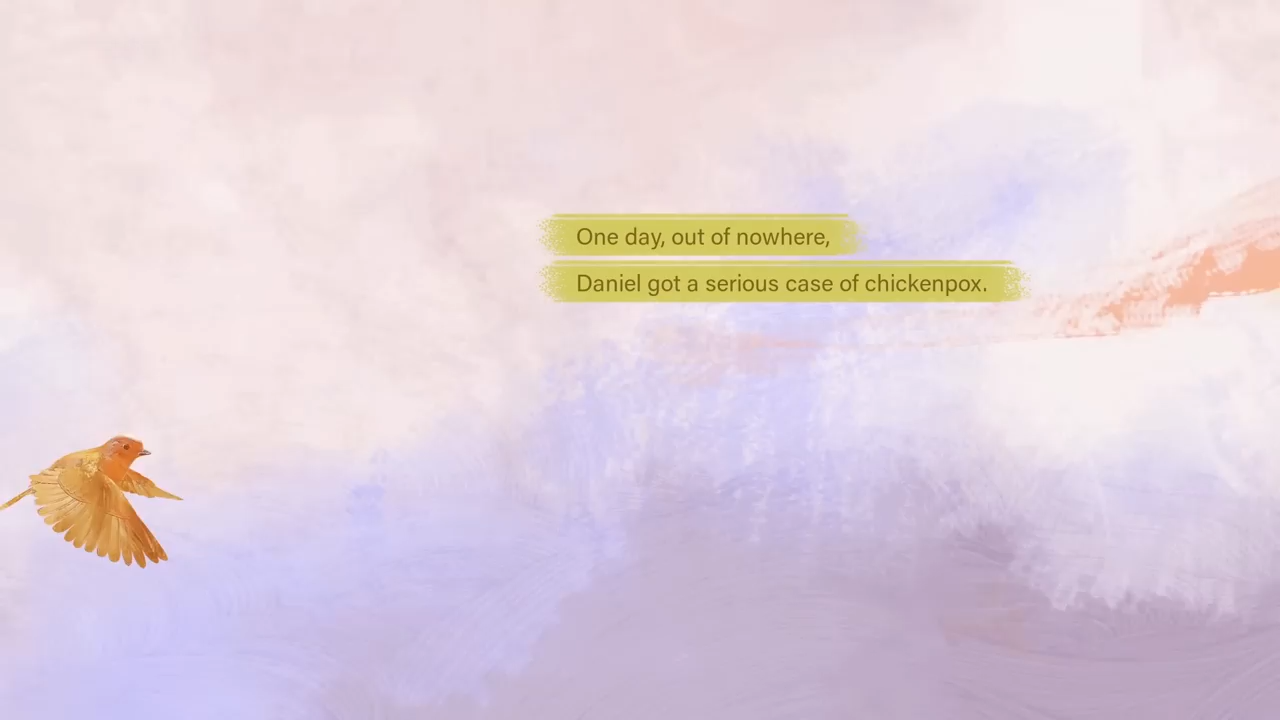 One day, out of nowhere,
Daniel got a serious case of chickenpox.